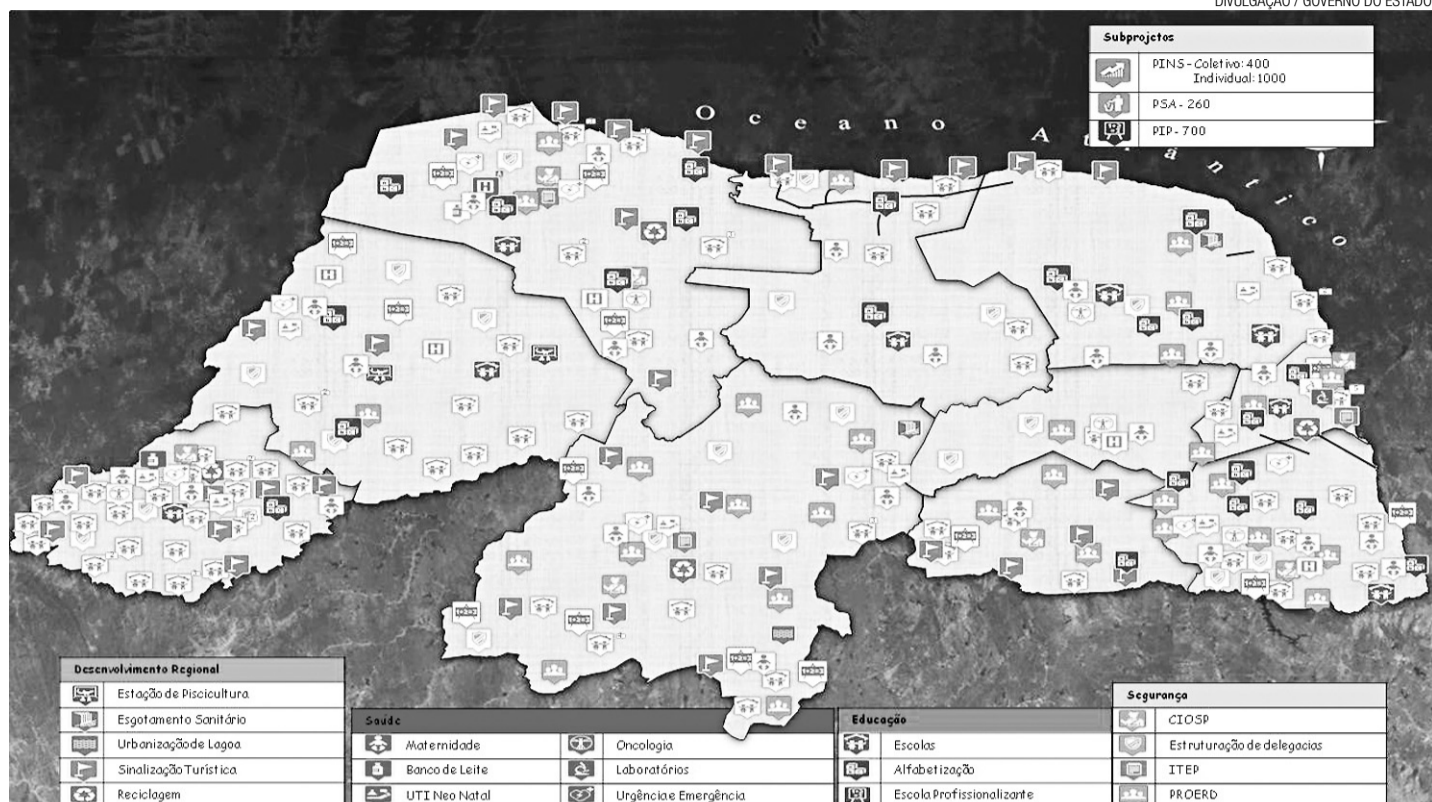 DIVULGAÇÃO / GOVERNO DO ESTADO
Subprojetos
PINS - Coletivo: 400
Individual: 1000
PSA - 260
PIP - 700
Oceano Atlântico
Desenvolvimento Regional
Estação de Piscicultura
Esgotamento Sanitário
Urbanização de Lagoa
Sinalização Turística
Reciclagem
Saúde
Maternidade
Banco de Leite
UTI Neo Natal
Oncologia
Laboratórios
Urgência e Emergência
Educação
Escolas
Alfabetização
Escola Profissionalizante
Segurança
CIOSP
Estruturação de delegacias
ITEP
PROERD